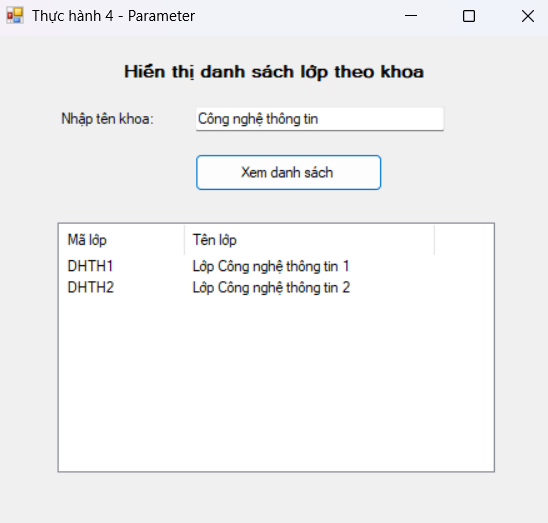 Thực hành 4 - Parameter
Hiển thị danh sách lớp theo khoa
Nhập tên khoa: Công nghệ thông tin
Xem danh sách
Mã lớp Tên lớp
DHTH1 Lớp Công nghệ thông tin 1
DHTH2 Lớp Công nghệ thông tin 2